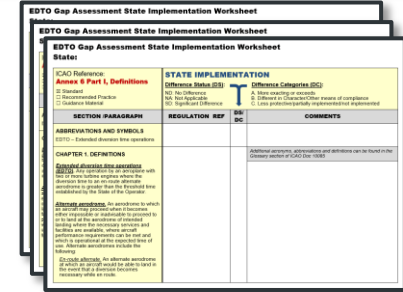 EDTO Gap Assessment State Implementation Worksheet
State:
EDTO Gap Assessment State Implementation Worksheet
EDTO Gap Assessment State Implementation Worksheet
State:
ICAO Reference:
Annex 6 Part I, Definitions
☒ Standard
☐ Recommended Practice
☐ Guidance Material
STATE IMPLEMENTATION
Difference Status (DS):
ND: No Difference
NA: Not Applicable
SD: Significant Difference
Difference Categories (DC):
A. More exacting or exceeds
B. Different in Character/Other means of compliance
C. Less protective/partially implemented/not implemented
SECTION /PARAGRAPH
REGULATION REF
DS/
DC
COMMENTS
ABBREVIATIONS AND SYMBOLS
EDTO – Extended diversion time operations
CHAPTER 1. DEFINITIONS
Additional acronyms, abbreviations and definitions can be found in the
Glossary section of ICAO Doc 10085
Extended diversion time operations
(EDTO). Any operation by an aeroplane with
two or more turbine engines where the
diversion time to an en-route alternate
aerodrome is greater than the threshold time
established by the State of the Operator.
Alternate aerodrome. An aerodrome to which
an aircraft may proceed when it becomes
either impossible or inadvisable to proceed to
or to land at the aerodrome of intended
landing where the necessary services and
facilities are available, where aircraft
performance requirements can be met and
which is operational at the expected time of
use. Alternate aerodromes include the
following:
En-route alternate. An alternate aerodrome
at which an aircraft would be able to land in
the event that a diversion becomes
necessary while en route.